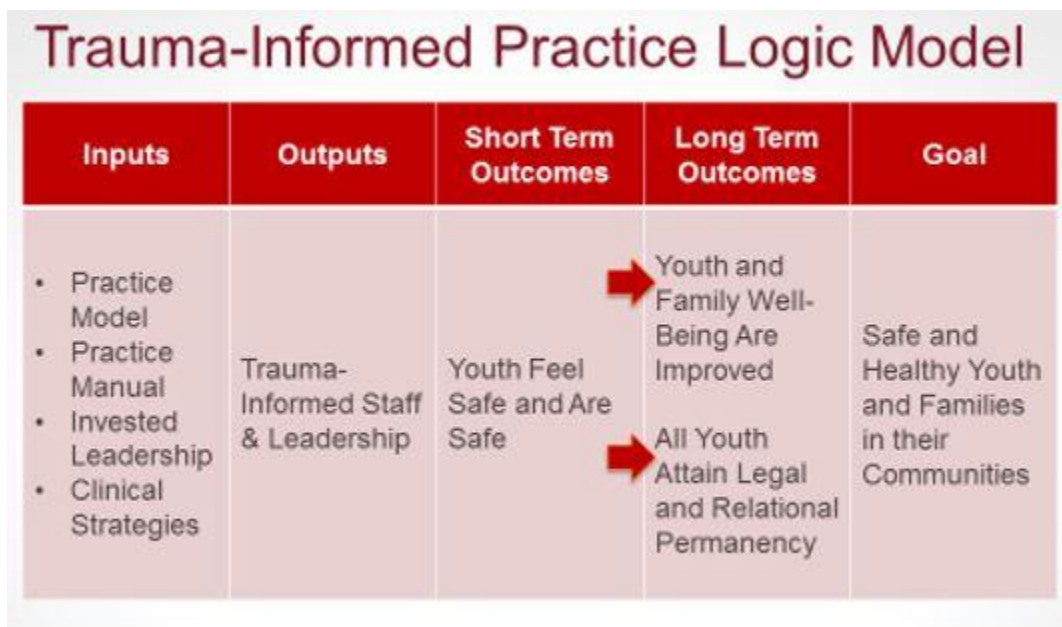 Trauma-Informed Practice Logic Model
Inputs
Outputs
Short Term
Outcomes
Long Term
Outcomes
Goal
• Practice
Model
• Practice
Manual
• Invested
Leadership
• Clinical
Strategies
Trauma-
Informed Staff
& Leadership
Youth Feel
Safe and Are
Safe
Youth and
Family Well-
Being Are
Improved
All Youth
Attain Legal
and Relational
Permanency
Safe and
Healthy Youth
and Families
in their
Communities